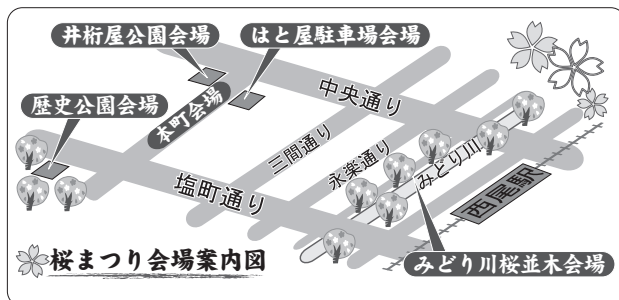 井桁屋公園会場
はと屋駐車場会場
歴史公園会場
本町会場
中央通り
三間通り
永楽通り
みどり川
塩町通り
西尾駅
桜まつり会場案内図
みどり川桜並木会場